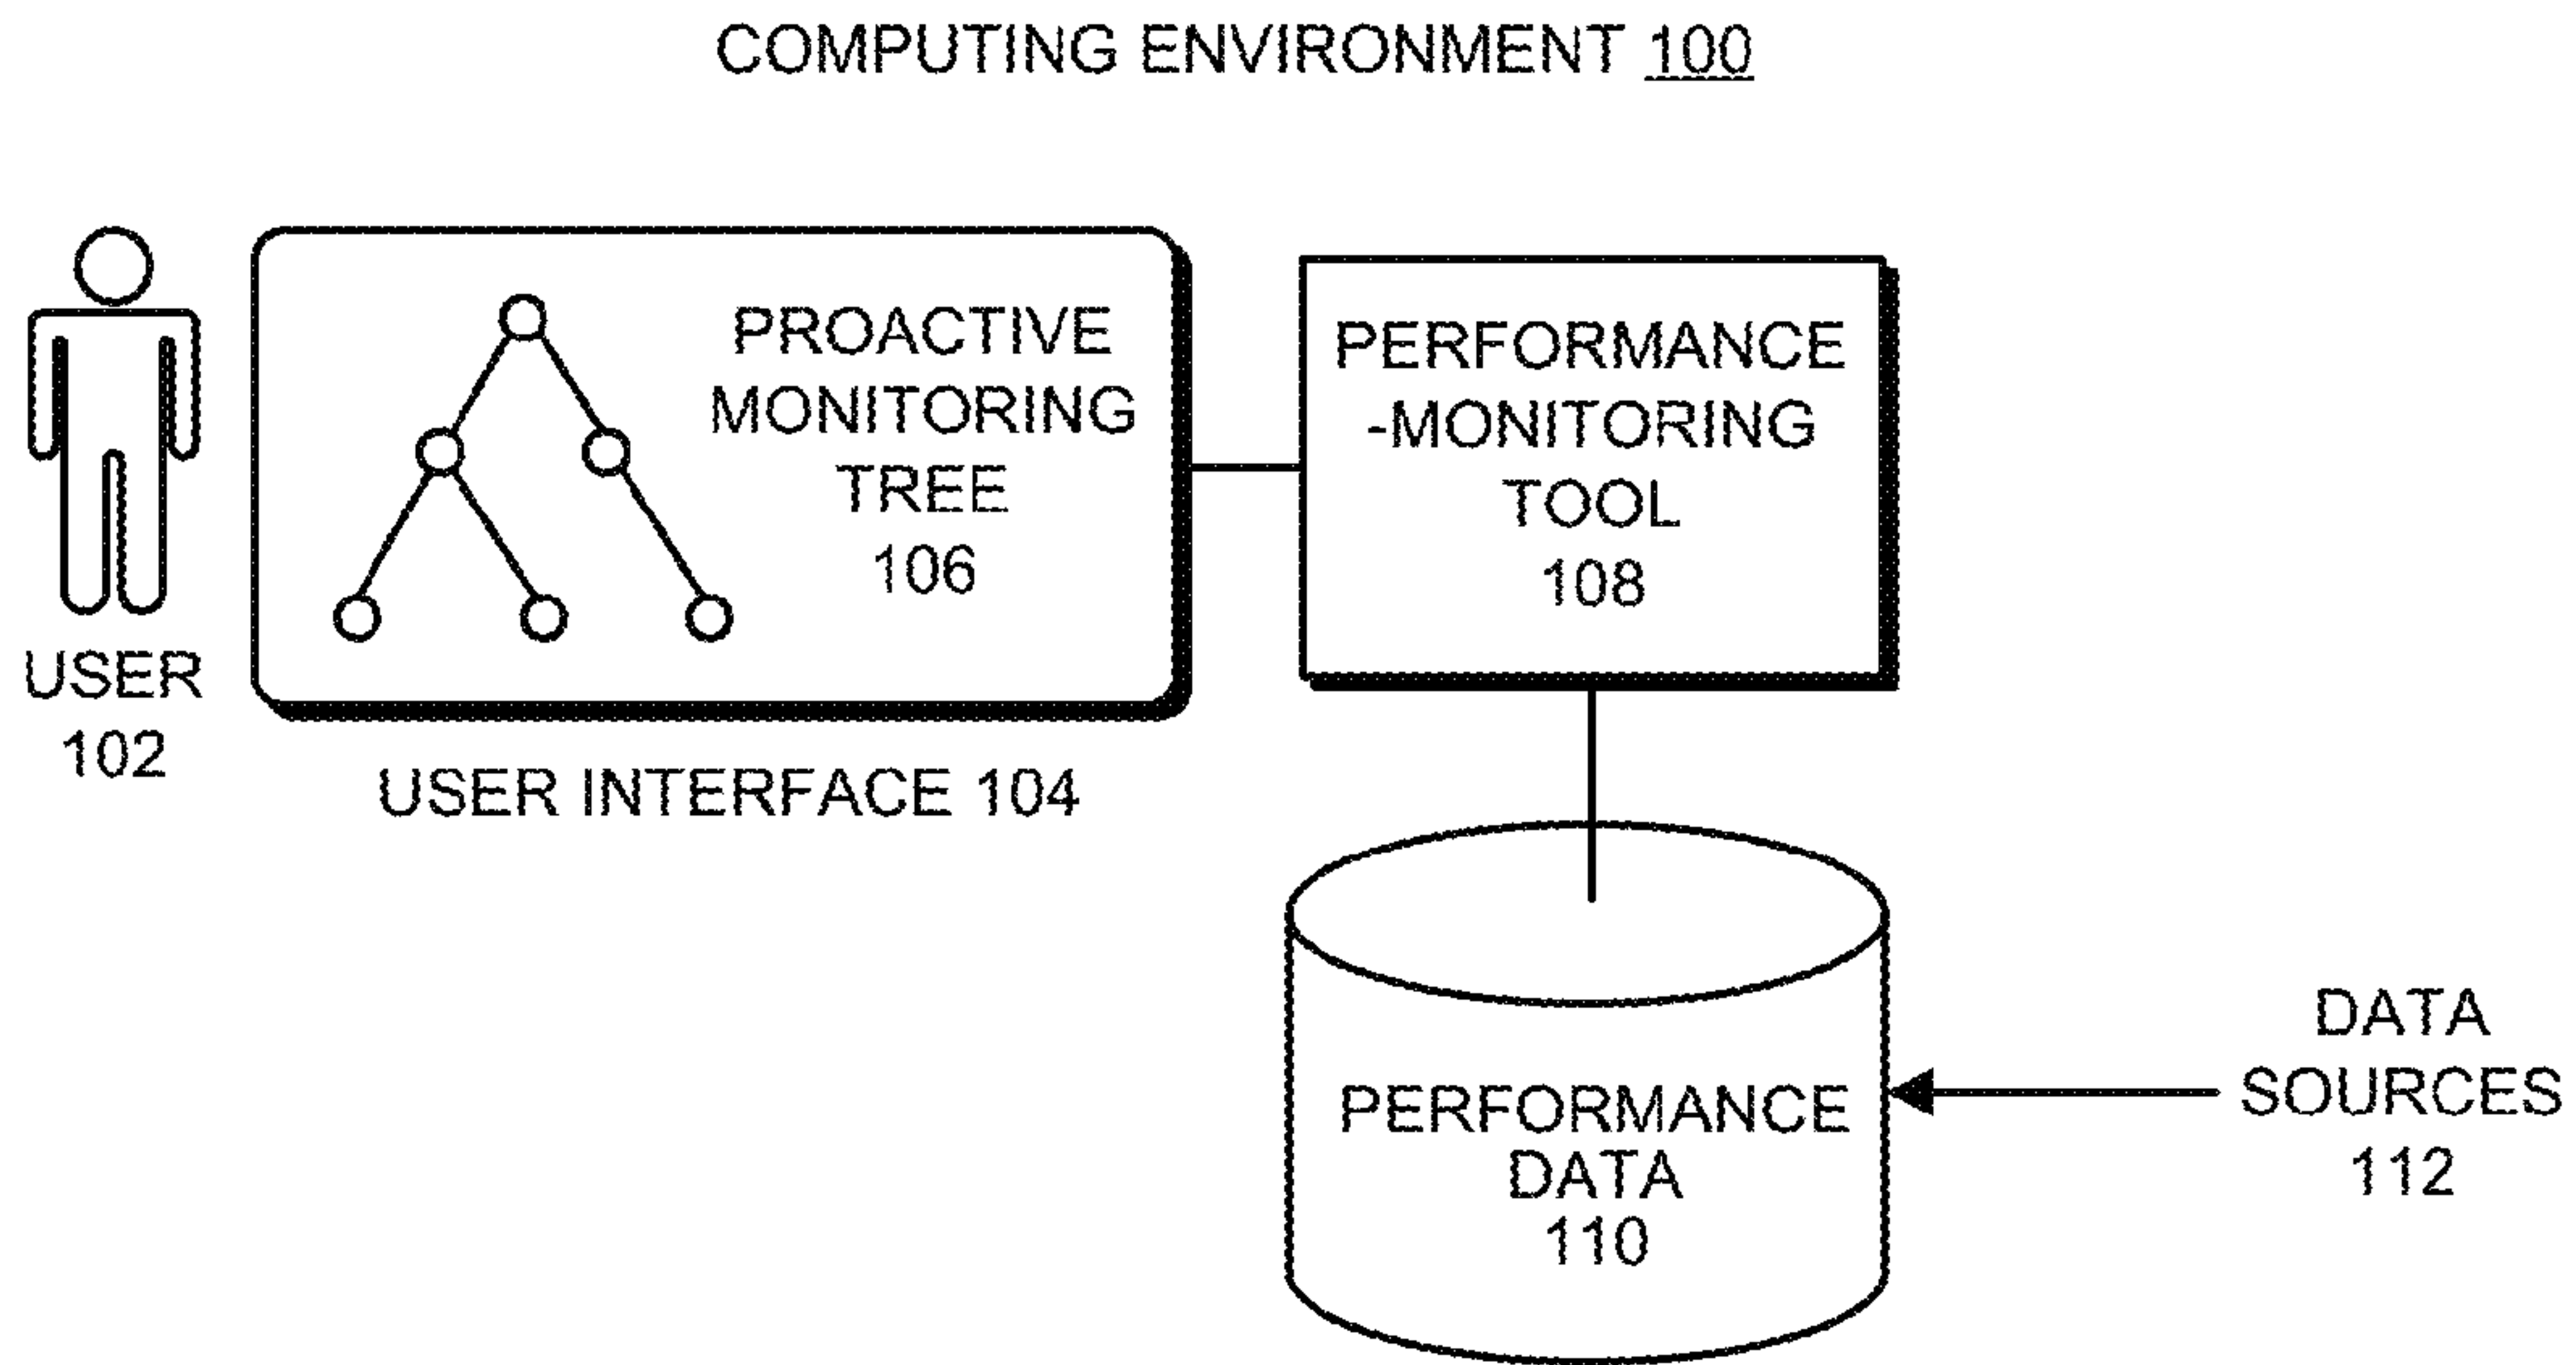 COMPUTING ENVIRONMENT 100
USER
102
PROACTIVE
MONITORING
TREE
106
USER INTERFACE 104
PERFORMANCE
-MONITORING
TOOL
108
PERFORMANCE
DATA
110
DATA
SOURCES
112